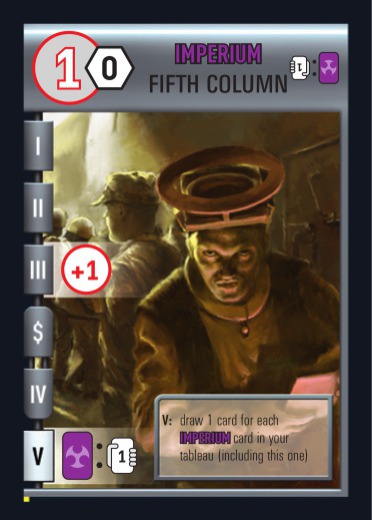 1 0 IMPERIUM 1 :
FIFTH COLUMN
I
II
III +1
$
IV
V : 1
V: draw 1 card for each
IMPERIUM card in your
tableau (including this one)